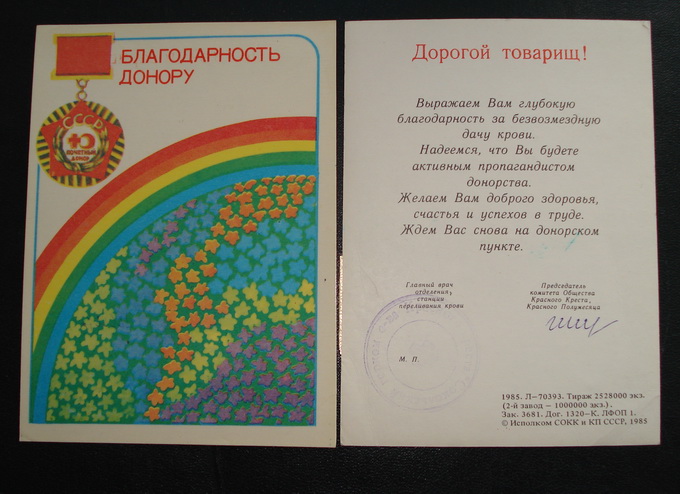 БЛАГОДАРНОСТЬ
ДОНОРУ
СССР
ПОЧЕТНЫЙ
ДОНОР
Дорогой товарищ!
Выражаем Вам глубокую
благодарность за безвозмездную
дачу крови.
Надеемся, что Вы будете
активным пропагандистом
донорства.
Желаем Вам доброго здоровья,
счастья и успехов в труде.
Ждем Вас снова на донорском
пункте.
Главный врач
отделения,
станции
переливания крови
Председатель
комитета Общества
Красного Креста,
Красного Полумесяца
М. П.
1985. Л—70393. Тираж 2528000 экз.
(2-й завод — 1000000 экз.).
Зак. 3681. Дог. 1320—К. ЛФОП 1.
© Исполком СОКК и КП СССР, 1985